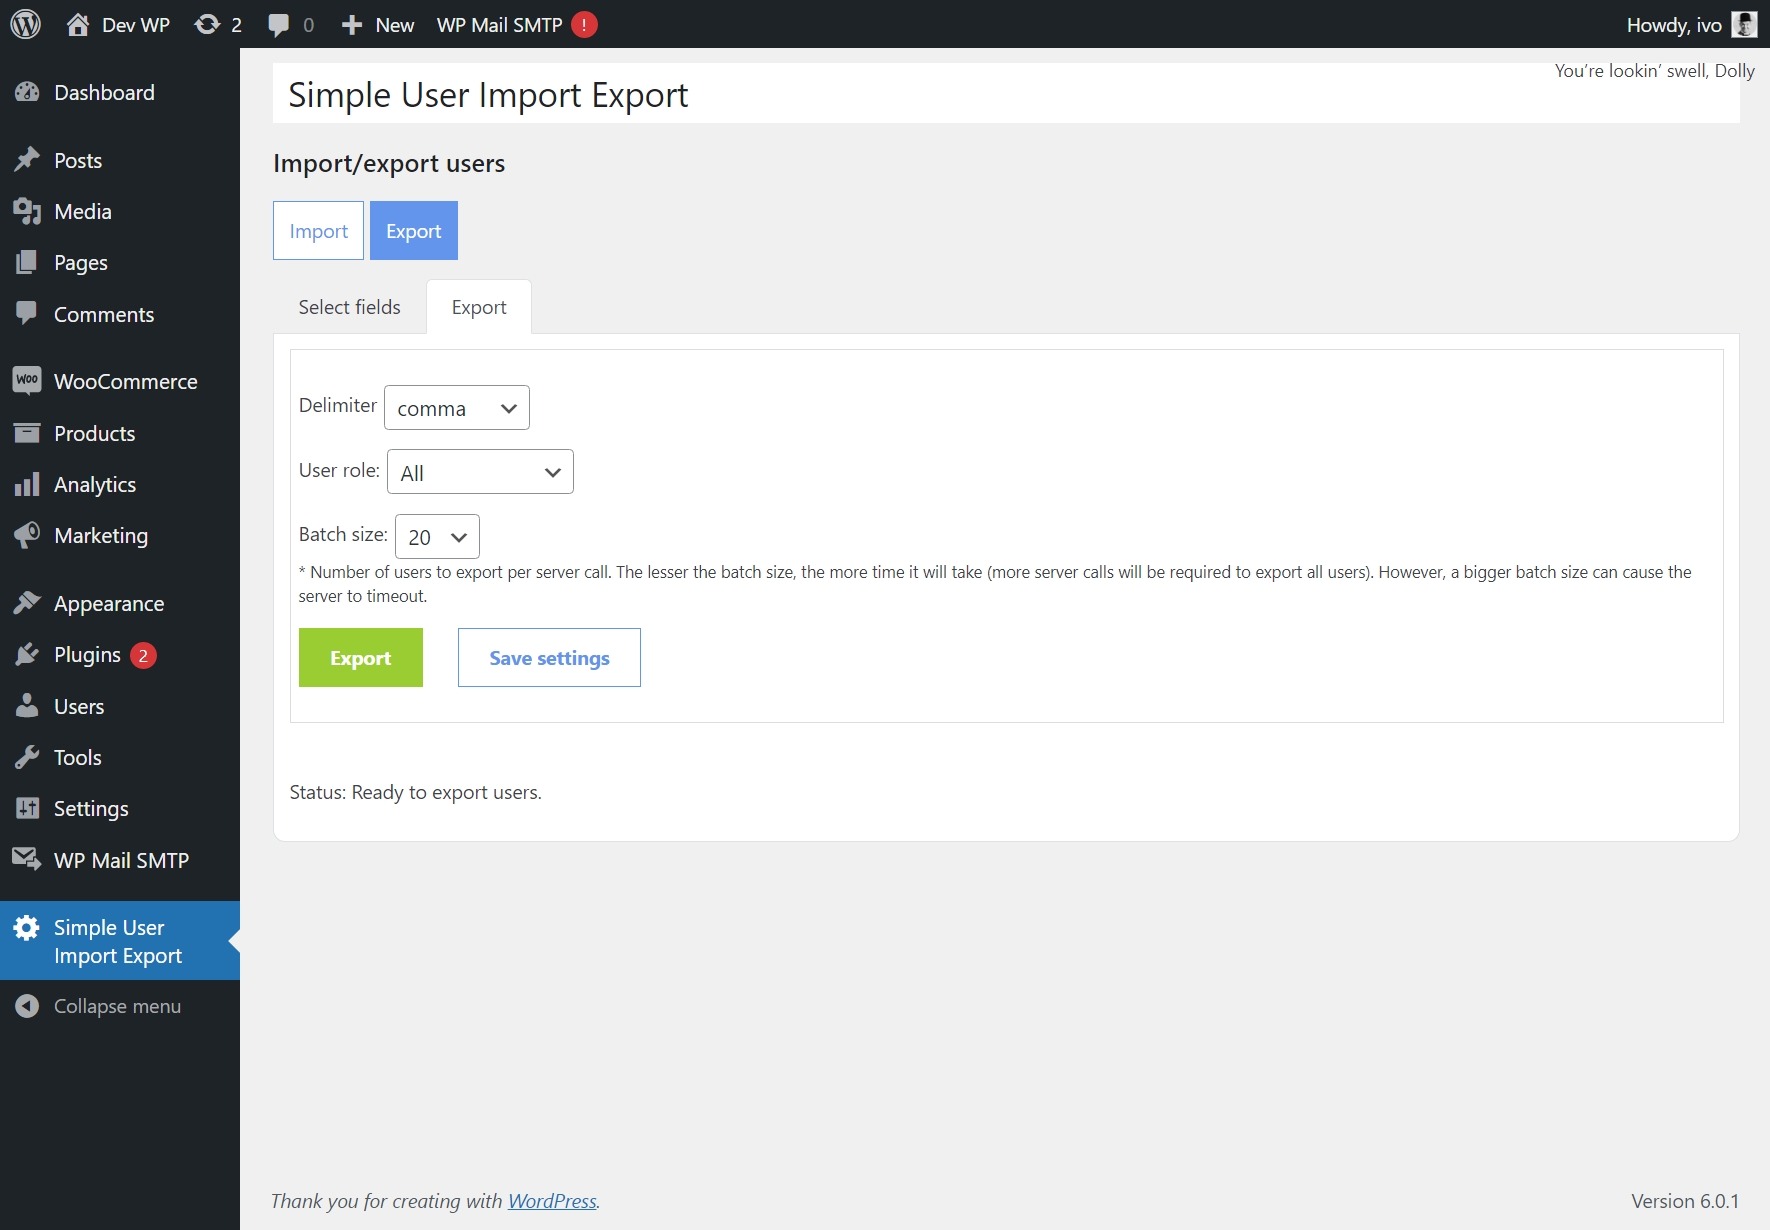 Dev WP 2 0 New WP Mail SMTP ! Howdy, ivo
You're lookin' swell, Dolly
Dashboard
Posts
Media
Pages
Comments
Woo WooCommerce
Products
Analytics
Marketing
Appearance
Plugins 2
Users
Tools
Settings
WP Mail SMTP
Simple User
Import Export
Collapse menu
Simple User Import Export
Import/export users
Import Export
Select fields Export
Delimiter comma
User role: All
Batch size: 20
* Number of users to export per server call. The lesser the batch size, the more time it will take (more server calls will be required to export all users). However, a bigger batch size can cause the
server to timeout.
Export Save settings
Status: Ready to export users.
Thank you for creating with WordPress. Version 6.0.1